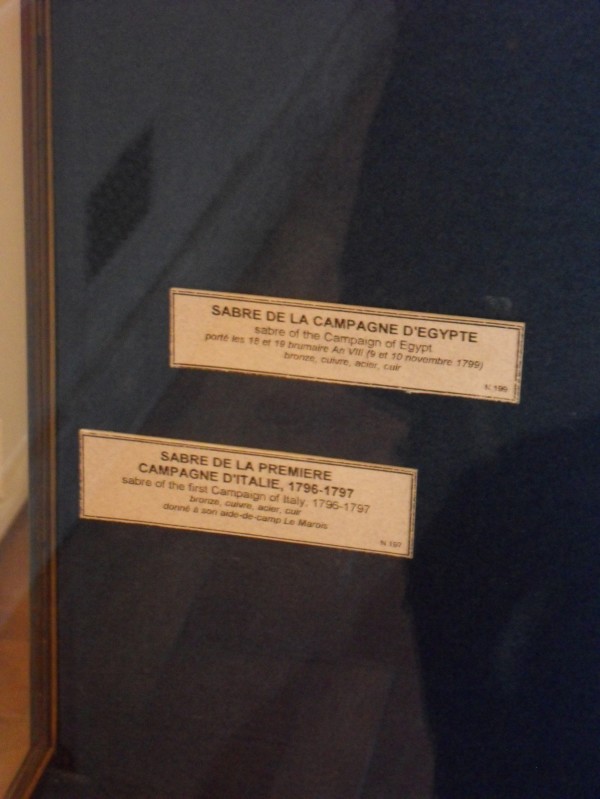 SABRE DE LA CAMPAGNE D'EGYPTE
sabre of the Campaign of Egypt
porté les 18 et 19 brumaire An VIII (9 et 10 novembre 1799)
bronze, cuivre, acier, cuir
N 199
SABRE DE LA PREMIERE
CAMPAGNE D'ITALIE, 1796-1797
sabre of the first Campaign of Italy, 1796-1797
bronze, cuivre, acier, cuir
donné à son aide-de-camp Le Marois
N 197